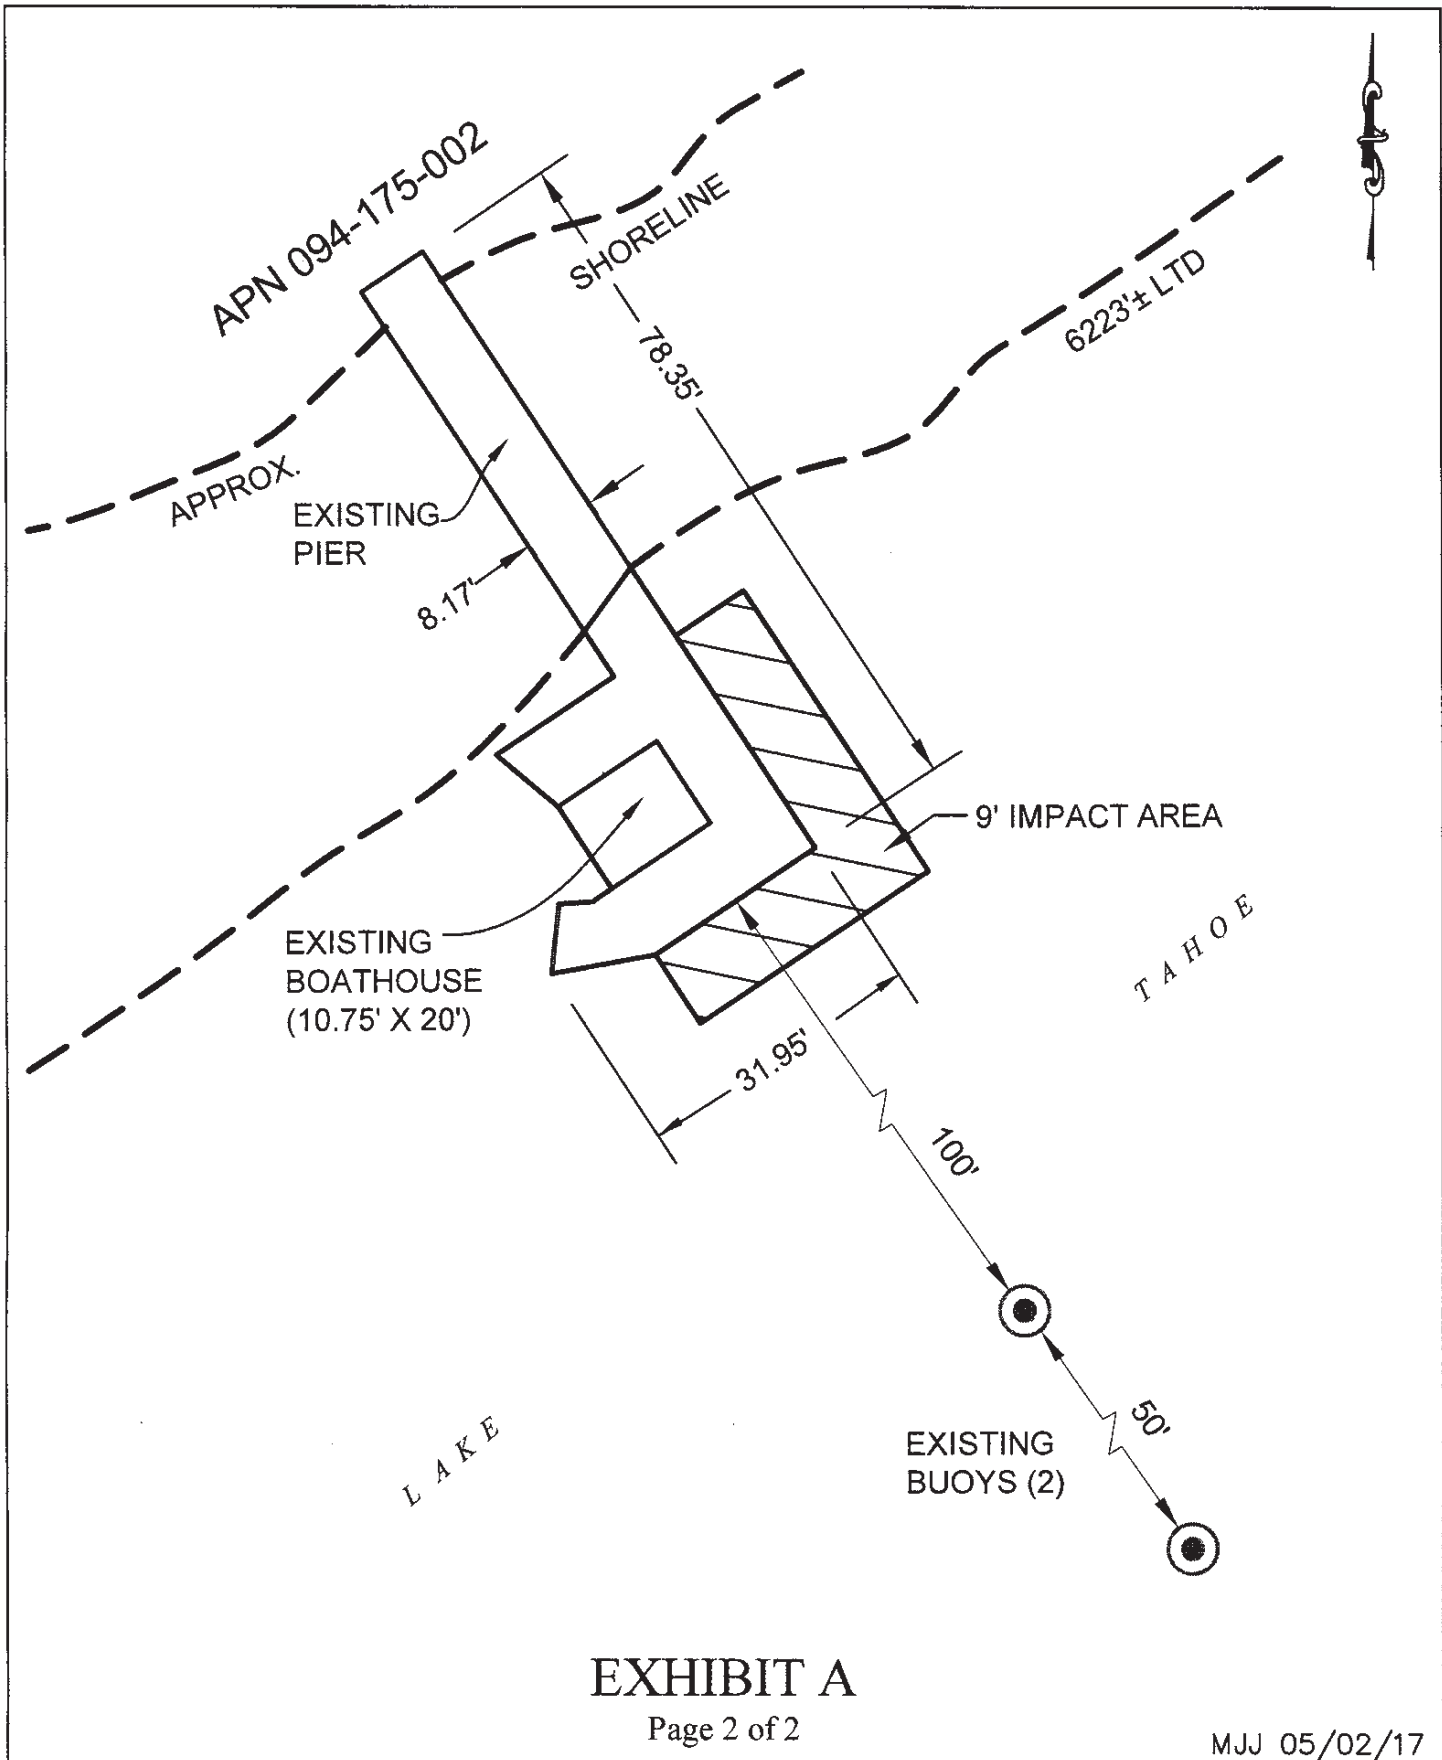 APN 094-175-002
SHORELINE
6223'± LTD
78.35'
APPROX.
EXISTING
PIER
8.17'
9' IMPACT AREA
EXISTING
BOATHOUSE
(10.75' X 20')
TAHOE
31.95'
100'
LAKE
50'
EXISTING
BUOYS (2)
EXHIBIT A
Page 2 of 2
MJJ 05/02/17